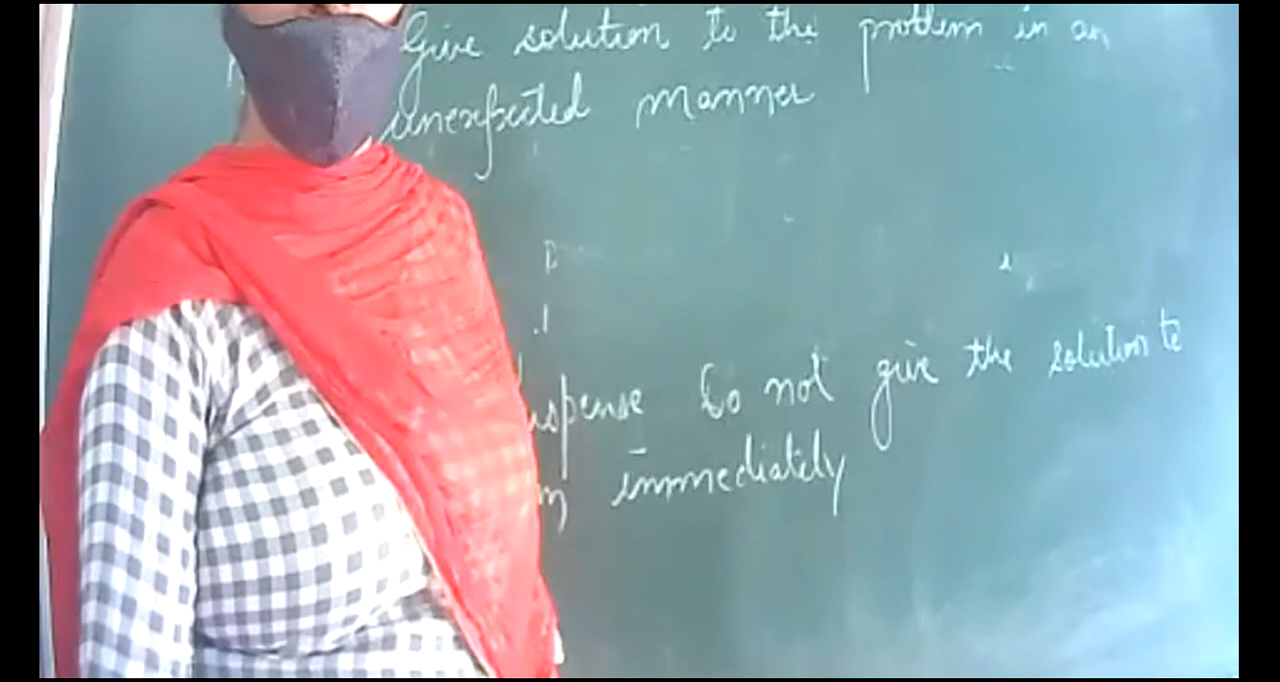 Give solution to the problem in an
unexpected manner
uspense Do not give the solution to
m immediately